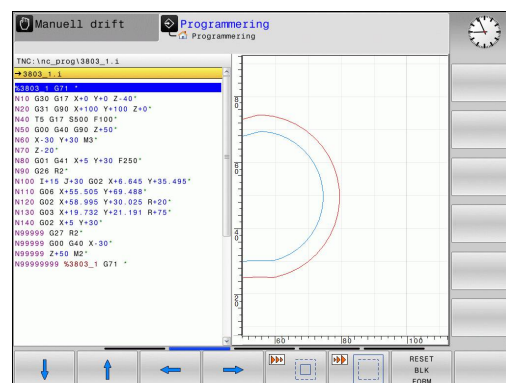 Manuell drift
Programmering
Programmering
TNC:\nc_prog\3803_1.i
→3803_1.i
%3803_1 G71 *
N10 G30 G17 X+0 Y+0 Z-40*
N20 G31 G90 X+100 Y+100 Z+0*
N40 T5 G17 S500 F100*
N50 G00 G40 G90 Z+50*
N60 X-30 Y+30 M3*
N70 Z-20*
N80 G01 G41 X+5 Y+30 F250*
N90 G26 R2*
N100 I+15 J+30 G02 X+6.645 Y+35.495*
N110 G06 X+55.505 Y+69.488*
N120 G02 X+58.995 Y+30.025 R+20*
N130 G03 X+19.732 Y+21.191 R+75*
N140 G02 X+5 Y+30*
N99999 G27 R2*
N99999 G00 G40 X-30*
N99999 Z+50 M2*
N99999999 %3803_1 G71 *
60 80 100
RESET
BLK
FORM